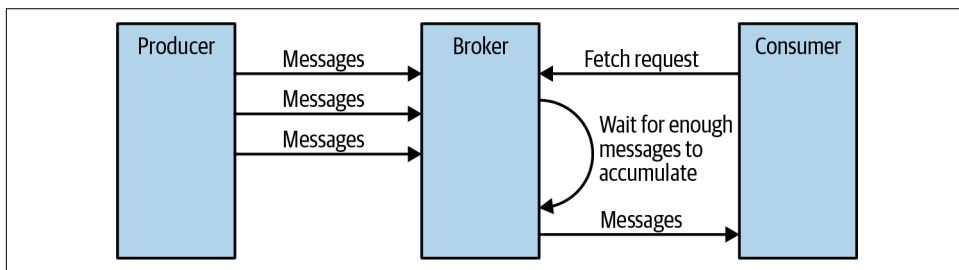 Producer
Broker
Consumer
Messages
Messages
Messages
Fetch request
Wait for enough
messages to
accumulate
Messages